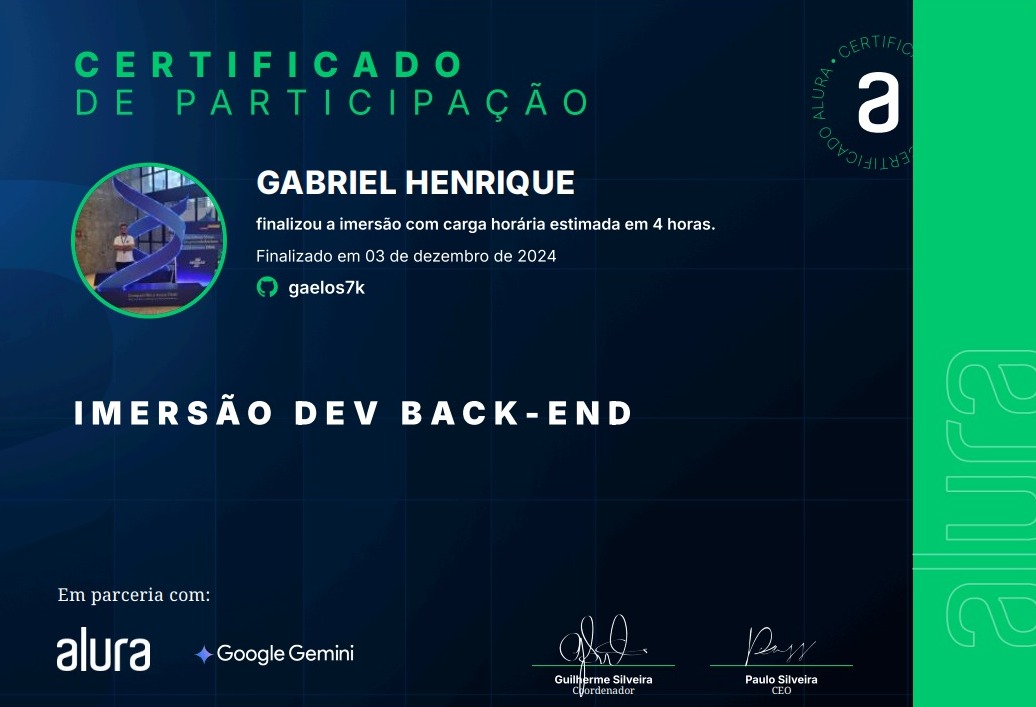 CERTIFICADO
DE PARTICIPAÇÃO
CERTIFICADO ALURA • CERTIFICA
a
GABRIEL HENRIQUE
finalizou a imersão com carga horária estimada em 4 horas.
Finalizado em 03 de dezembro de 2024
gaelos7k
IMERSÃO DEV BACK-END
Em parceria com:
alura
Google Gemini
Guilherme Silveira
Coordenador
Paulo Silveira
CEO
alura